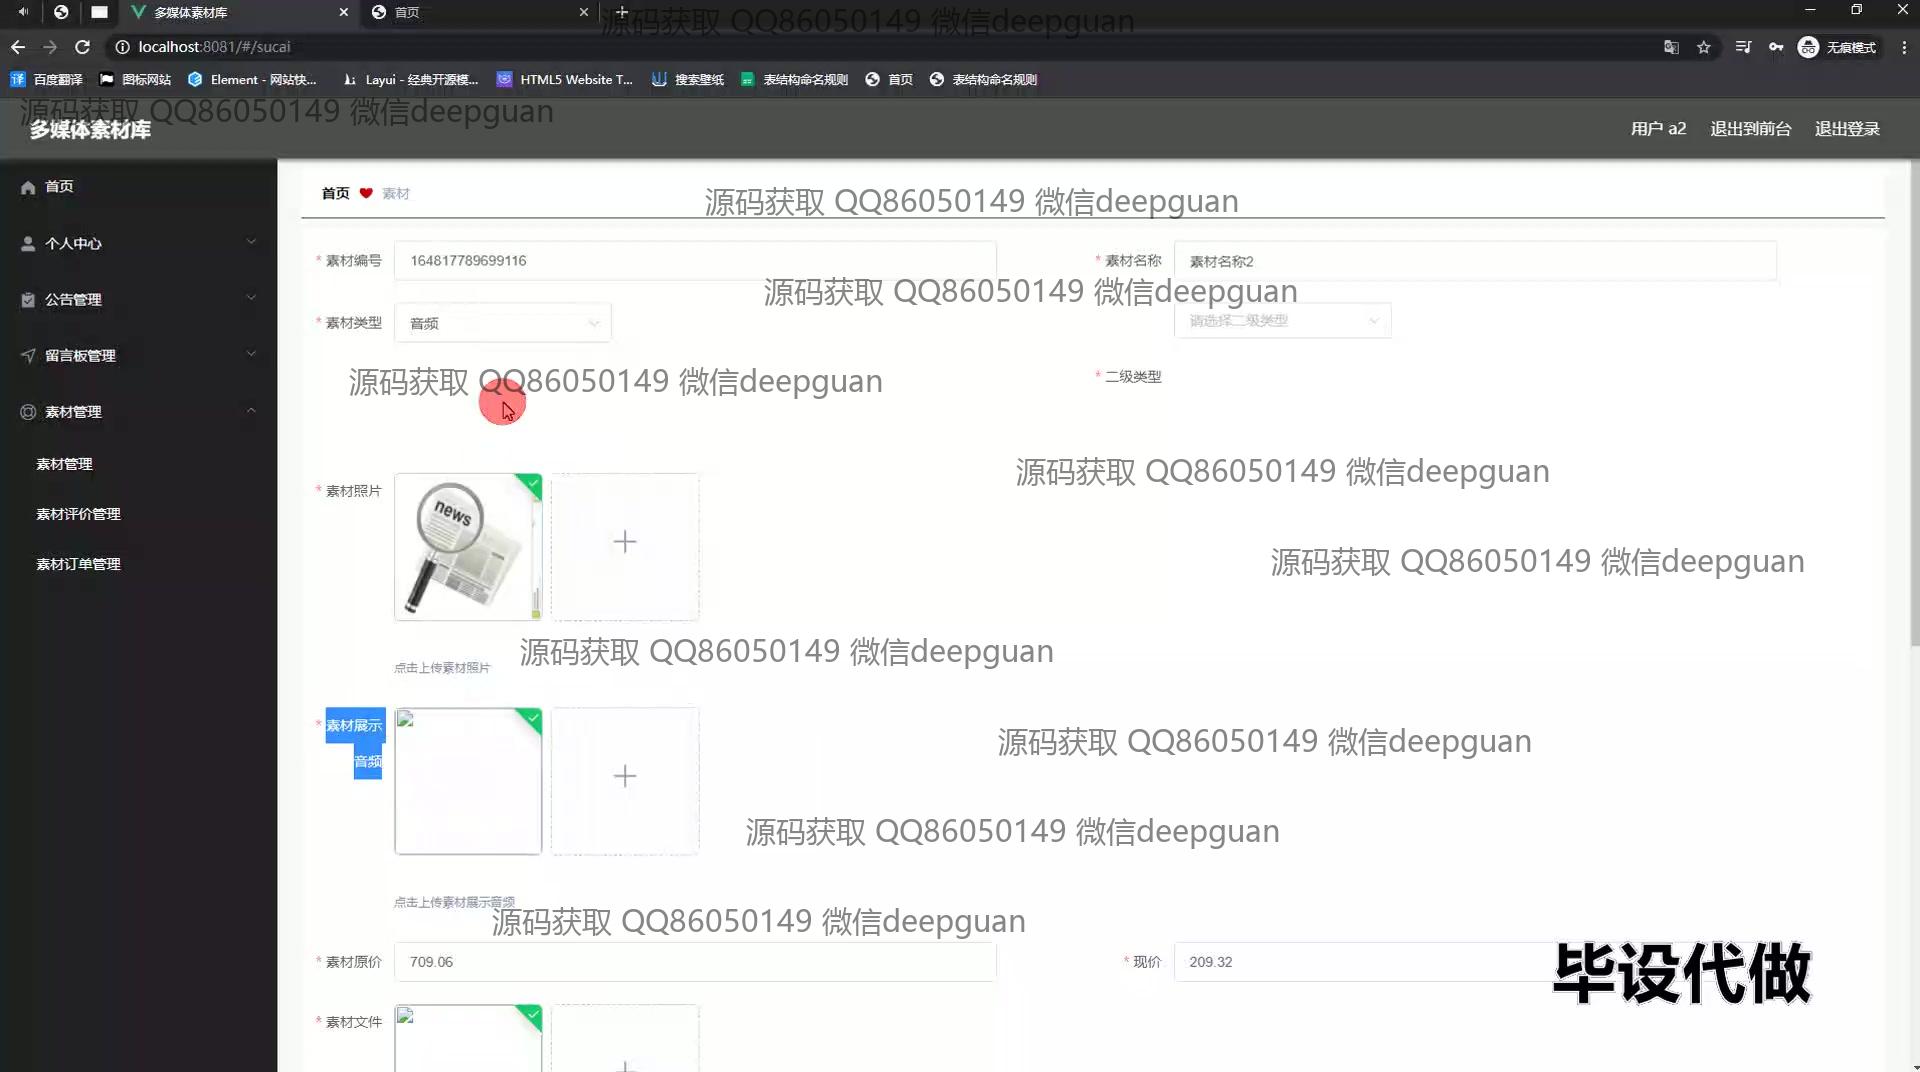 多媒体素材库
首页
源码获取 QQ86050149 微信deepguan
localhost:8081/#/sucai
无痕模式
百度翻译
图标网站
Element - 网站快...
Layui - 经典开源模...
HTML5 Website T...
搜索壁纸
表结构命名规则
首页
表结构命名规则
源码获取 QQ86050149 微信deepguan
多媒体素材库
用户 a2
退出到前台
退出登录
首页
首页
素材
源码获取 QQ86050149 微信deepguan
个人中心
* 素材编号
164817789699116
* 素材名称
素材名称2
公告管理
源码获取 QQ86050149 微信deepguan
* 素材类型
音频
请选择二级类型
留言板管理
源码获取 QQ86050149 微信deepguan
* 二级类型
素材管理
素材管理
源码获取 QQ86050149 微信deepguan
* 素材照片
news
素材评价管理
素材订单管理
源码获取 QQ86050149 微信deepguan
源码获取 QQ86050149 微信deepguan
点击上传素材照片
* 素材展示
音频
源码获取 QQ86050149 微信deepguan
源码获取 QQ86050149 微信deepguan
点击上传素材展示音频
源码获取 QQ86050149 微信deepguan
* 素材原价
709.06
* 现价
209.32
毕设代做
* 素材文件